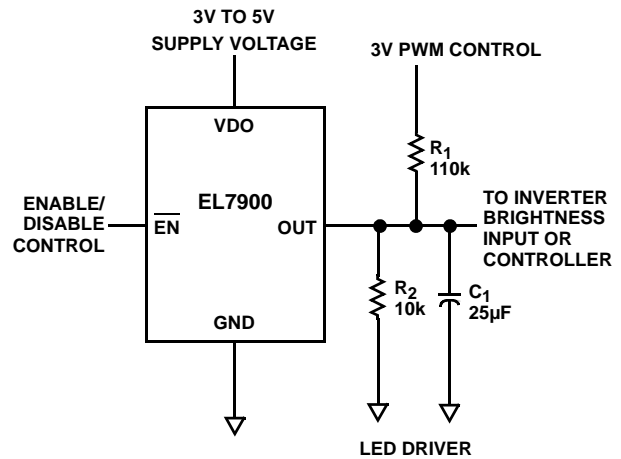 3V TO 5V
SUPPLY VOLTAGE
3V PWM CONTROL
VDO
R1
110k
ENABLE/
DISABLE
CONTROL
EN
EL7900
OUT
TO INVERTER
BRIGHTNESS
INPUT OR
CONTROLLER
R2
10k
C1
25µF
GND
LED DRIVER